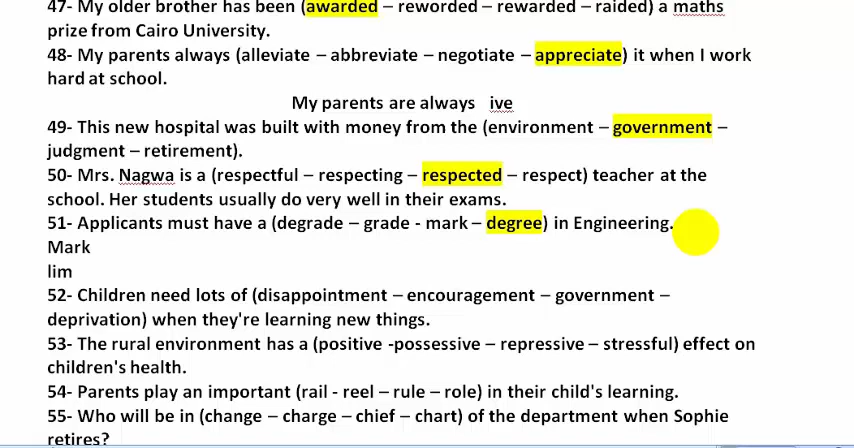 47- My older brother has been (awarded – reworded – rewarded – raided) a maths
prize from Cairo University.
48- My parents always (alleviate – abbreviate – negotiate – appreciate) it when I work
hard at school.
My parents are always   ive
49- This new hospital was built with money from the (environment – government –
judgment – retirement).
50- Mrs. Nagwa is a (respectful – respecting – respected – respect) teacher at the
school. Her students usually do very well in their exams.
51- Applicants must have a (degrade – grade - mark – degree) in Engineering.
Mark
lim
52- Children need lots of (disappointment – encouragement – government –
deprivation) when they're learning new things.
53- The rural environment has a (positive -possessive – repressive – stressful) effect on
children's health.
54- Parents play an important (rail - reel – rule – role) in their child's learning.
55- Who will be in (change – charge – chief – chart) of the department when Sophie
retires?